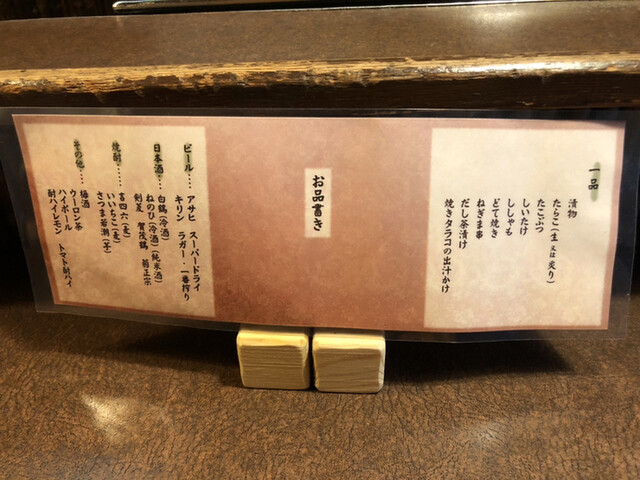 一品
漬物
たらこ(生又は炙り)
たこぶつ
しいたけ
ししゃも
どて焼き
ねぎま串
だし茶漬け
焼きタラコの出汁かけ
お品書き
ビール…アサヒ スーパードライ
キリン ラガー・一番搾り
日本酒…白鶴(冷酒)
ねのひ(冷酒)(純米酒)
剣菱 賀茂鶴 菊正宗
焼酎……吉四六(麦)
いいちこ(麦)
さつま若潮(芋)
その他…梅酒
ウーロン茶
ハイボール
酎ハイレモン トマト酎ハイ